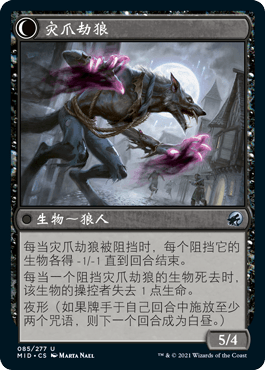 灾爪劫狼
生物～狼人
每当灾爪劫狼被阻挡时，每个阻挡它的
生物各得 -1/-1 直到回合结束。
每当一个阻挡灾爪劫狼的生物死去时，
该生物的操控者失去 1 点生命。
夜形（如果牌手于自己回合中施放至少
两个咒语，则下一个回合成为白昼。）
5/4
085/277 U
MID • CS MARTA NAEL
™ & © 2021 Wizards of the Coast